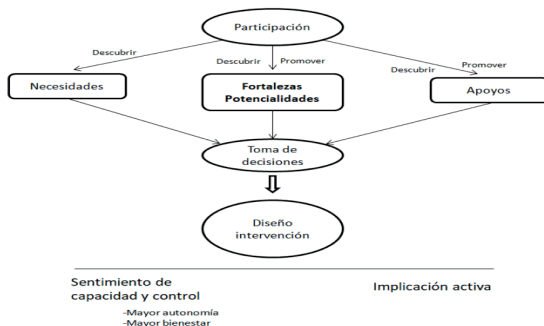 Participación
Descubrir
Descubrir
Promover
Descubrir
Promover
Necesidades
Fortalezas
Potencialidades
Apoyos
Toma de
decisiones
Diseño
intervención
Sentimiento de
capacidad y control
-Mayor autonomía
-Mayor bienestar
Implicación activa